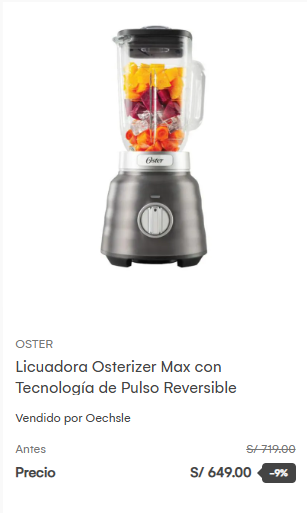 Oster
OSTER
Licuadora Osterizer Max con
Tecnología de Pulso Reversible
Vendido por Oechsle
Antes S/ 719.00
Precio S/ 649.00 -9%